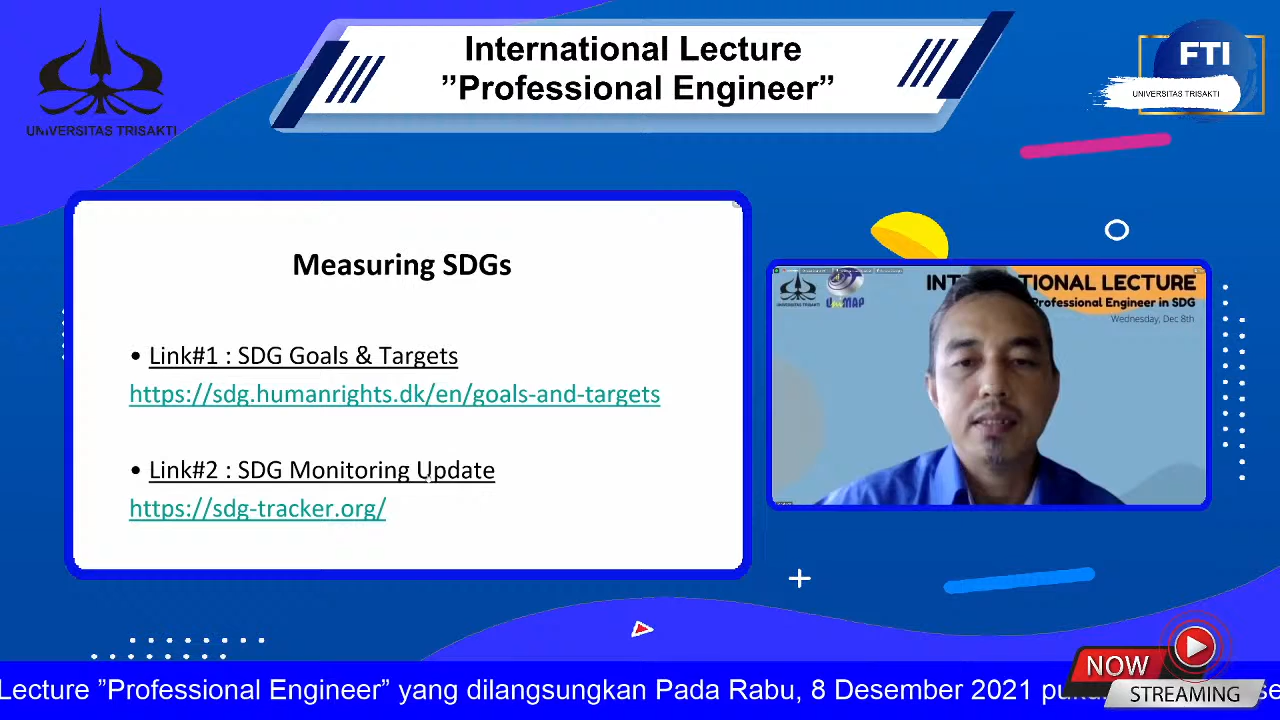 International Lecture
”Professional Engineer”
UNIVERSITAS TRISAKTI
FTI
UNIVERSITAS TRISAKTI
Measuring SDGs
• Link#1 : SDG Goals & Targets
https://sdg.humanrights.dk/en/goals-and-targets
• Link#2 : SDG Monitoring Update
https://sdg-tracker.org/
LECTURE
Professional Engineer in SDG
Wednesday, Dec 8th
UniMAP
Lecture ”Professional Engineer” yang dilangsungkan Pada Rabu, 8 Desember 2021
NOW
STREAMING